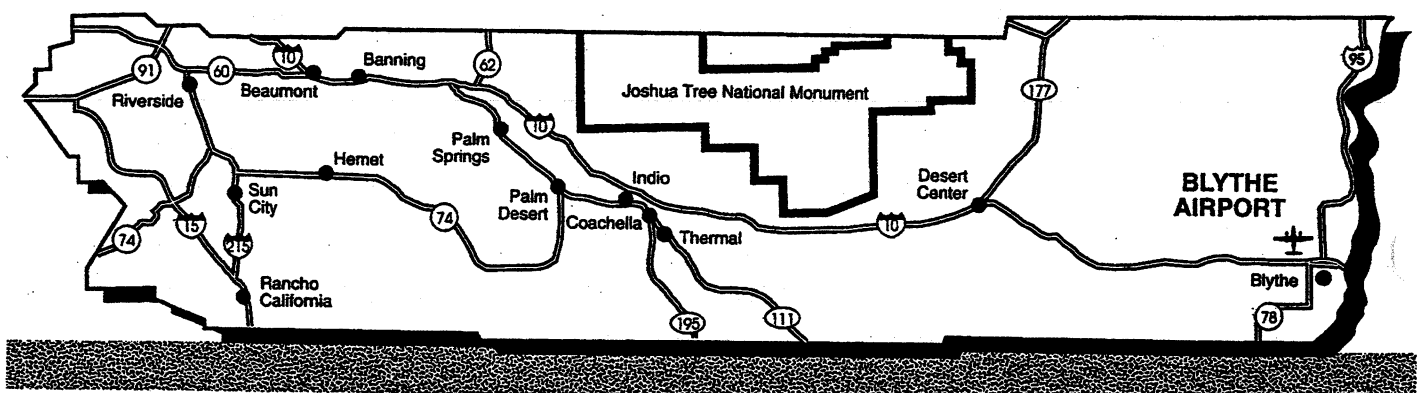 91
60
10
Banning
62
95
Riverside
Beaumont
Joshua Tree National Monument
177
10
Palm
Springs
Hemet
Sun
City
Palm
Desert
Indio
Coachella
Desert
Center
BLYTHE
AIRPORT
74
15
215
74
Thermal
10
Rancho
California
Blythe
195
111
78